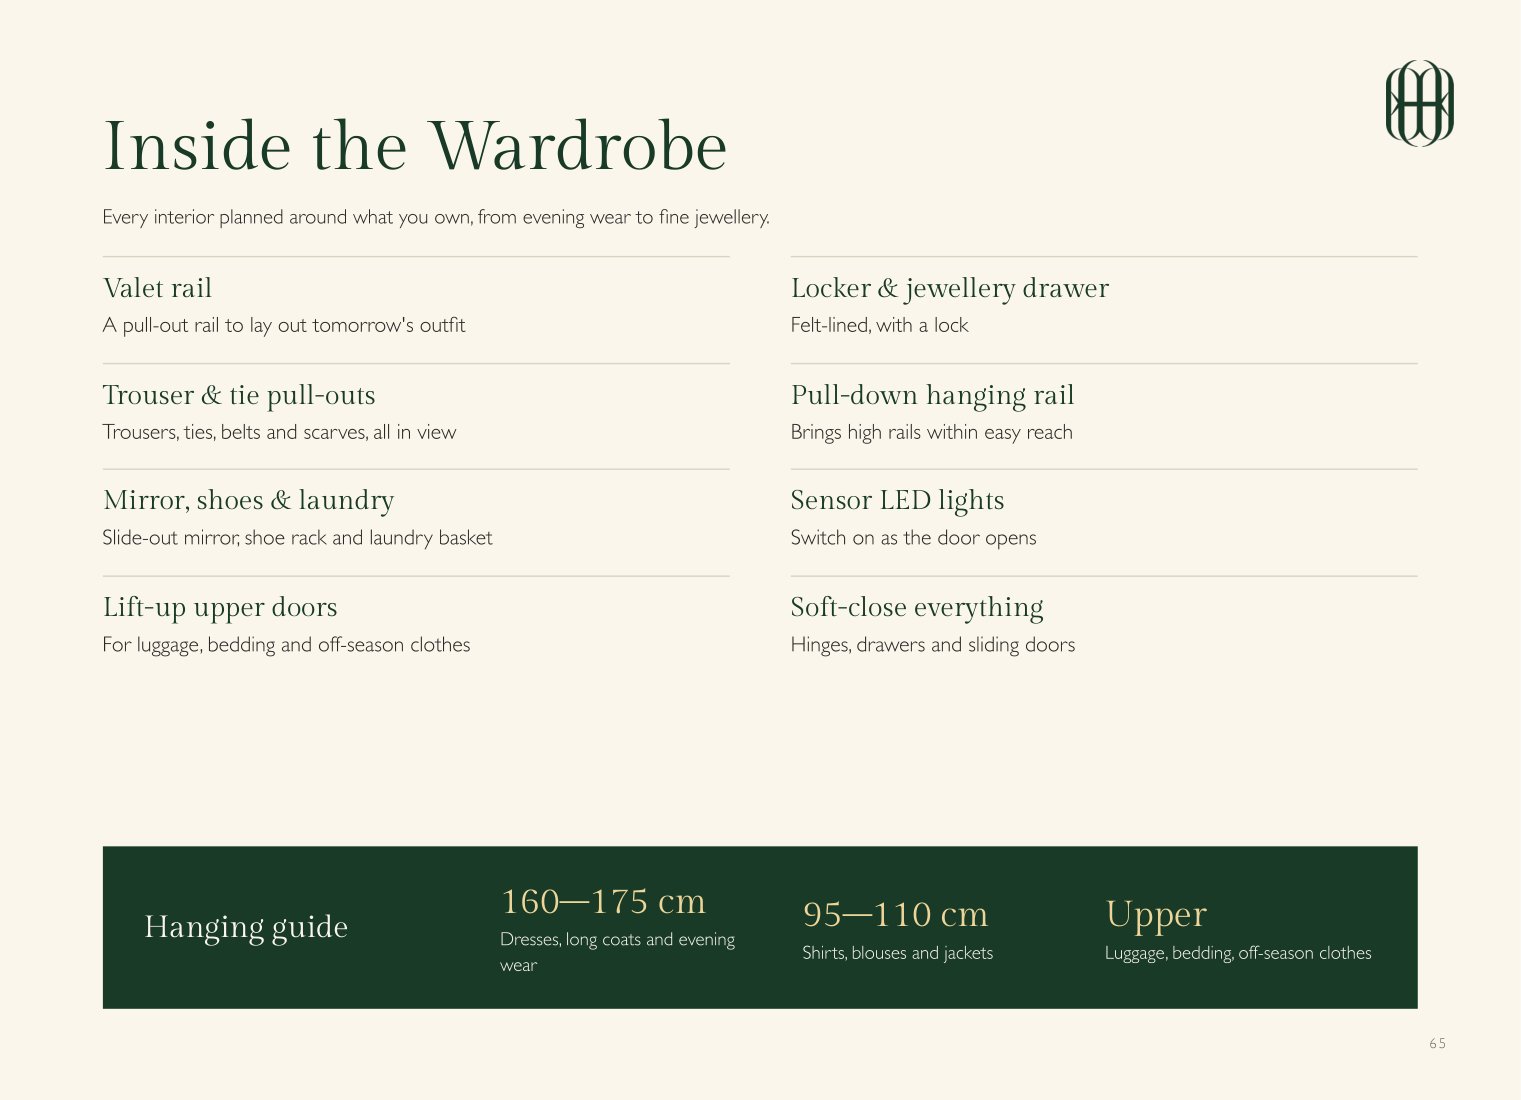 Inside the Wardrobe
Every interior planned around what you own, from evening wear to fine jewellery.
Valet rail
A pull-out rail to lay out tomorrow's outfit
Trouser & tie pull-outs
Trousers, ties, belts and scarves, all in view
Mirror, shoes & laundry
Slide-out mirror, shoe rack and laundry basket
Lift-up upper doors
For luggage, bedding and off-season clothes
Locker & jewellery drawer
Felt-lined, with a lock
Pull-down hanging rail
Brings high rails within easy reach
Sensor LED lights
Switch on as the door opens
Soft-close everything
Hinges, drawers and sliding doors
Hanging guide
160—175 cm
Dresses, long coats and evening
wear
95—110 cm
Shirts, blouses and jackets
Upper
Luggage, bedding, off-season clothes
65